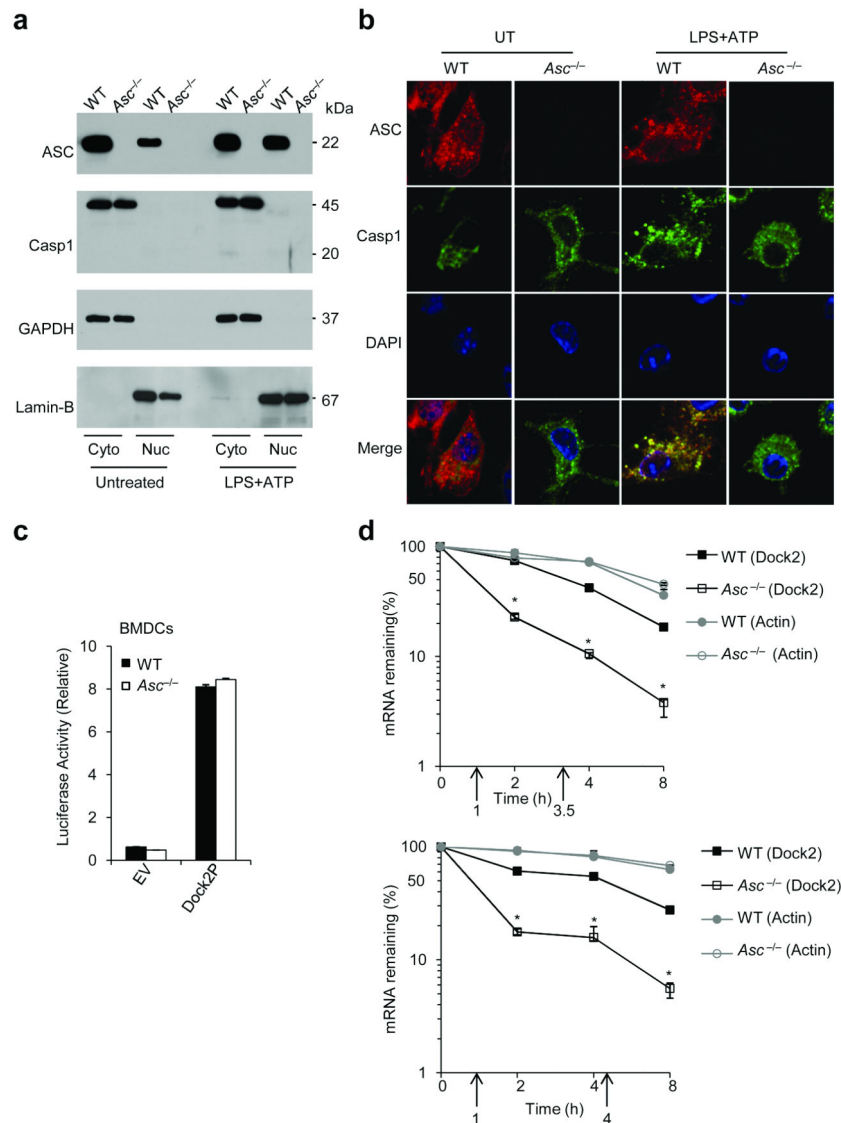 a
WT Asc–/– WT Asc–/– WT Asc–/– WT Asc–/– kDa
ASC 22
Casp1 45
20
GAPDH 37
Lamin-B 67
Cyto Nuc Cyto Nuc
Untreated LPS+ATP
b
UT LPS+ATP
WT Asc–/– WT Asc–/–
ASC
Casp1
DAPI
Merge
c
BMDCs
WT
Asc–/–
Luciferase Activity (Relative)
10
8
6
4
2
0
EV Dock2P
d
mRNA remaining(%)
100
50
10
1
* * *
0 2 4 8
Time (h)
1 3.5
WT (Dock2)
Asc–/– (Dock2)
WT (Actin)
Asc–/– (Actin)
mRNA remaining (%)
100
50
10
1
* * *
0 2 4 8
Time (h)
1 4
WT (Dock2)
Asc–/– (Dock2)
WT (Actin)
Asc–/– (Actin)